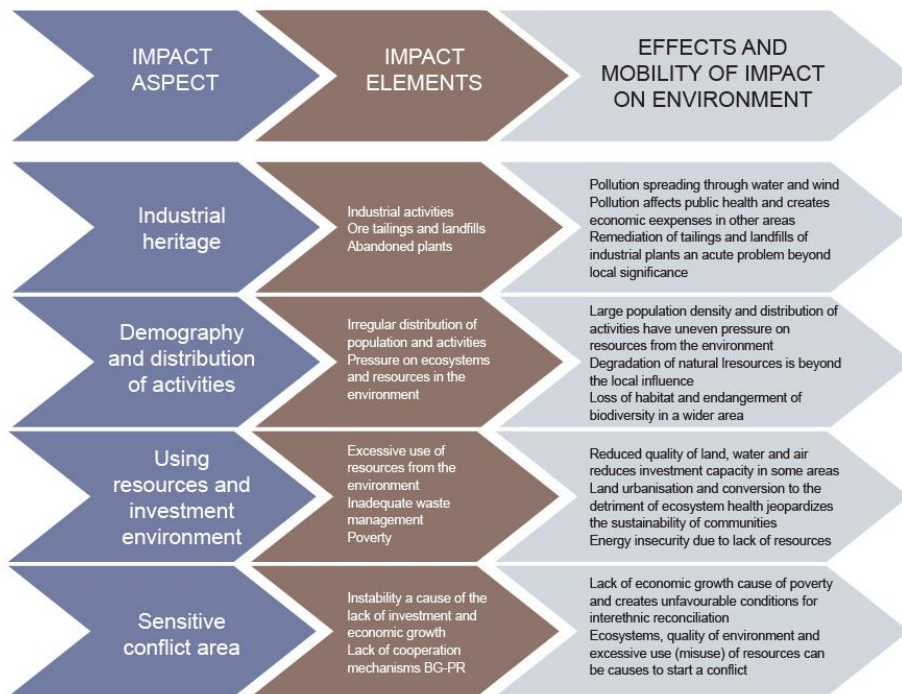 IMPACT
ASPECT
IMPACT
ELEMENTS
EFFECTS AND
MOBILITY OF IMPACT
ON ENVIRONMENT
Industrial
heritage
Industrial activities
Ore tailings and landfills
Abandoned plants
Pollution spreading through water and wind
Pollution affects public health and creates
economic eexpenses in other areas
Remediation of tailings and landfills of
industrial plants an acute problem beyond
local significance
Demography
and distribution
of activities
Irregular distribution of
population and activities
Pressure on ecosystems
and resources in the
environment
Large population density and distribution of
activities have uneven pressure on
resources from the environment
Degradation of natural lresources is beyond
the local influence
Loss of habitat and endangerment of
biodiversity in a wider area
Using
resources and
investment
environment
Excessive use of
resources from the
environment
Inadequate waste
management
Poverty
Reduced quality of land, water and air
reduces investment capacity in some areas
Land urbanisation and conversion to the
detriment of ecosystem health jeopardizes
the sustainability of communities
Energy insecurity due to lack of resources
Sensitive
conflict area
Instability a cause of the
lack of investment and
economic growth
Lack of cooperation
mechanisms BG-PR
Lack of economic growth cause of poverty
and creates unfavourable conditions for
interethnic reconciliation
Ecosystems, quality of environment and
excessive use (misuse) of resources can
be causes to start a conflict